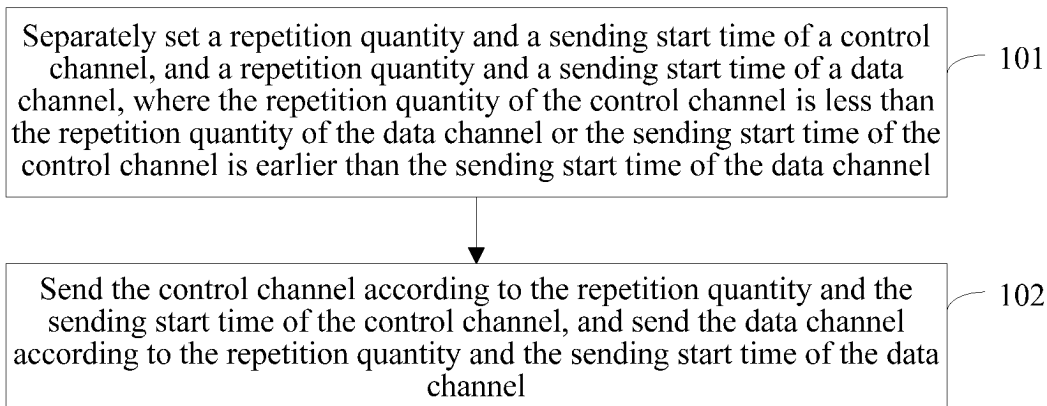 Separately set a repetition quantity and a sending start time of a control
channel, and a repetition quantity and a sending start time of a data
channel, where the repetition quantity of the control channel is less than
the repetition quantity of the data channel or the sending start time of the
control channel is earlier than the sending start time of the data channel
101
Send the control channel according to the repetition quantity and the
sending start time of the control channel, and send the data channel
according to the repetition quantity and the sending start time of the data
channel
102